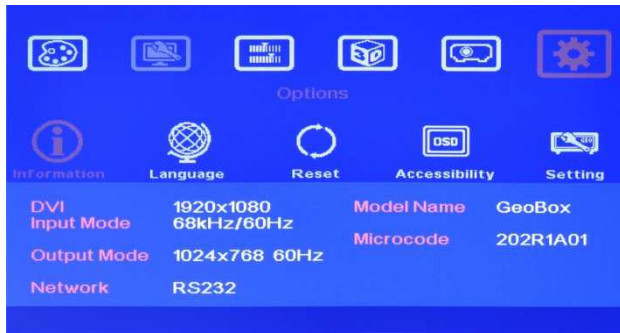 3D
Options
OSD
Information
Language
Reset
Accessibility
Setting
DVI
Input Mode
1920x1080
68kHz/60Hz
Model Name
GeoBox
Microcode
202R1A01
Output Mode
1024x768 60Hz
Network
RS232